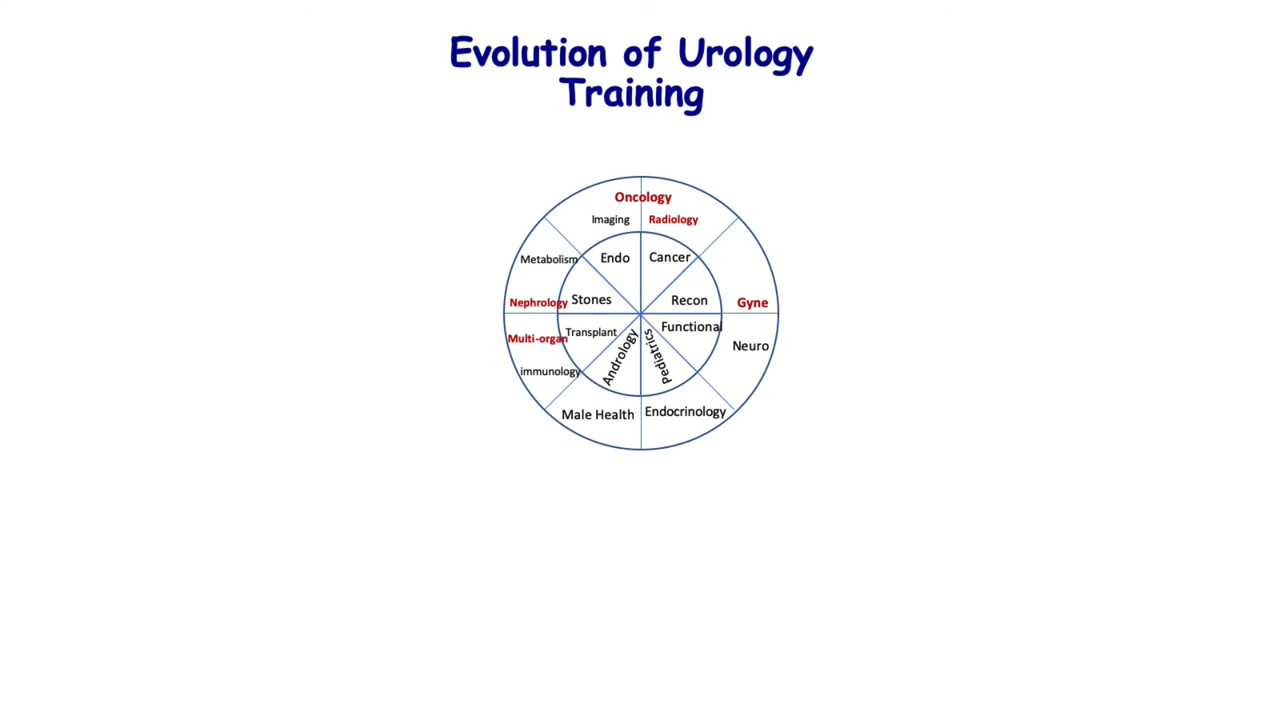 Evolution of Urology
Training
Oncology
Imaging
Radiology
Metabolism
Endo
Cancer
Nephrology
Stones
Recon
Gyne
Multi-organ
Transplant
Andrology
Pediatrics
Functional
Neuro
immunology
Male Health
Endocrinology